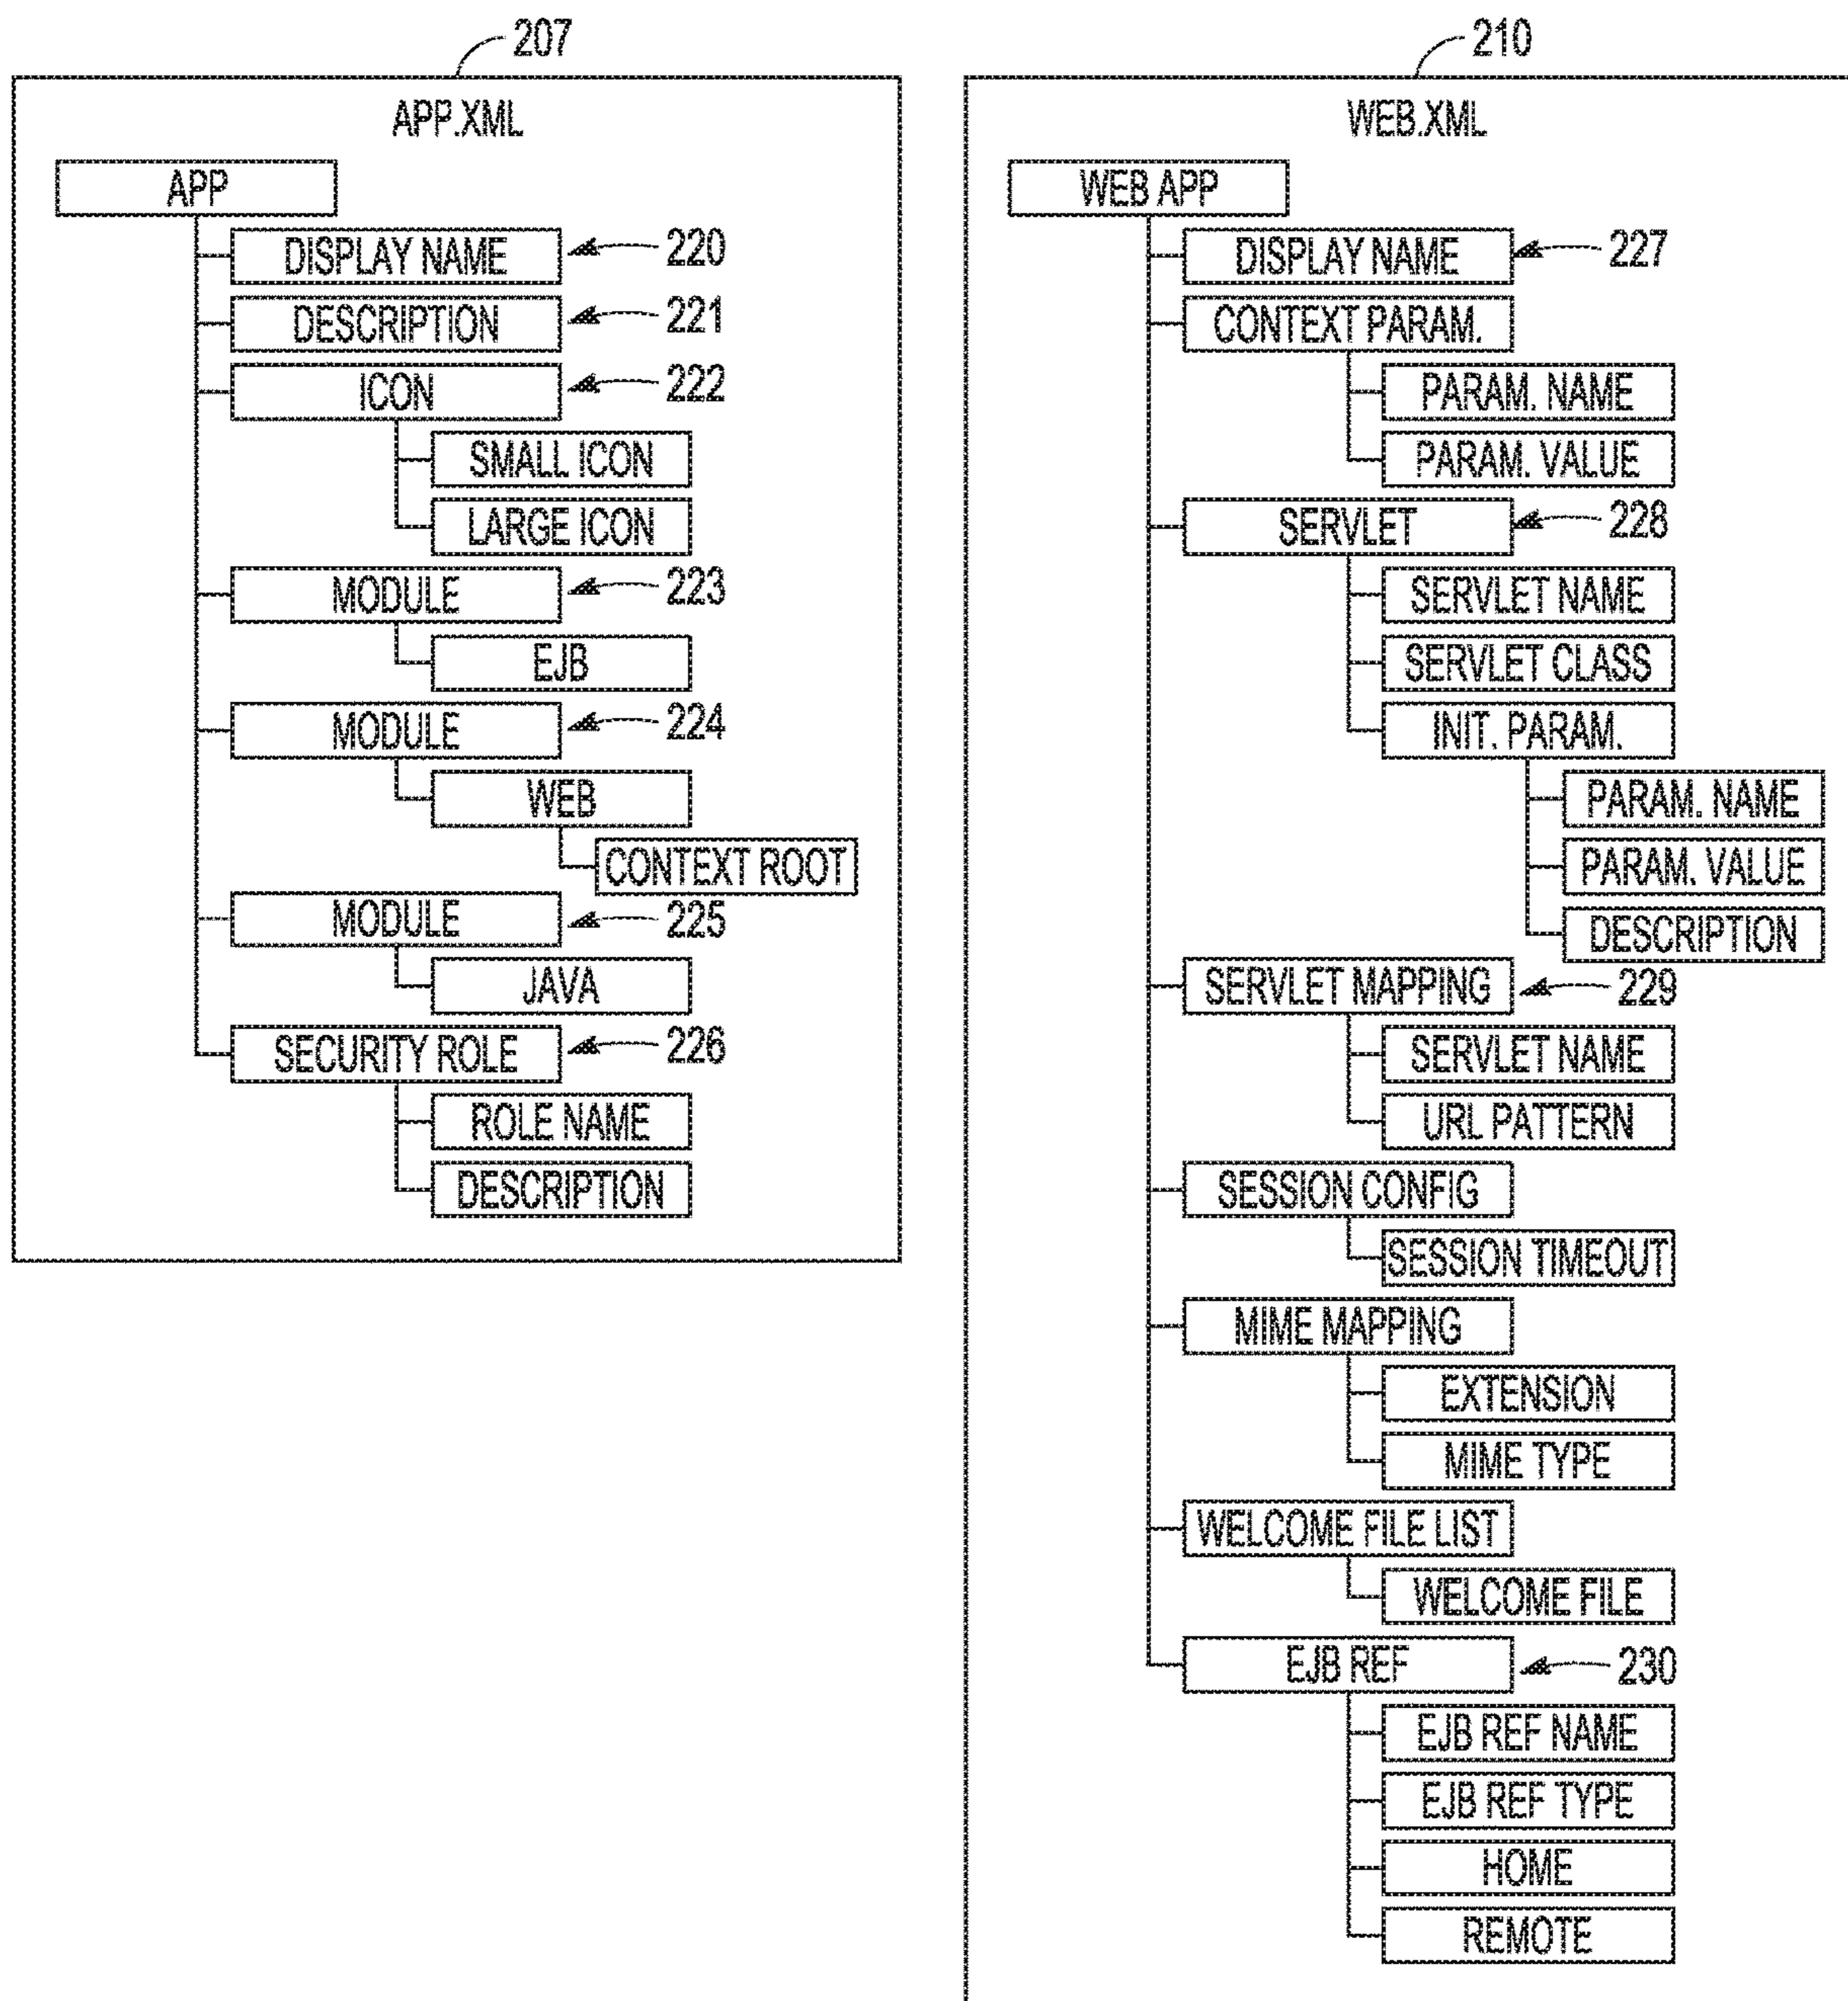 207
APP.XML
APP
DISPLAY NAME
220
DESCRIPTION
221
ICON
222
SMALL ICON
LARGE ICON
MODULE
223
EJB
MODULE
224
WEB
CONTEXT ROOT
MODULE
225
JAVA
SECURITY ROLE
226
ROLE NAME
DESCRIPTION
210
WEB.XML
WEB APP
DISPLAY NAME
227
CONTEXT PARAM.
PARAM. NAME
PARAM. VALUE
SERVLET
228
SERVLET NAME
SERVLET CLASS
INIT. PARAM.
PARAM. NAME
PARAM. VALUE
DESCRIPTION
SERVLET MAPPING
229
SERVLET NAME
URL PATTERN
SESSION CONFIG
SESSION TIMEOUT
MIME MAPPING
EXTENSION
MIME TYPE
WELCOME FILE LIST
WELCOME FILE
EJB REF
230
EJB REF NAME
EJB REF TYPE
HOME
REMOTE